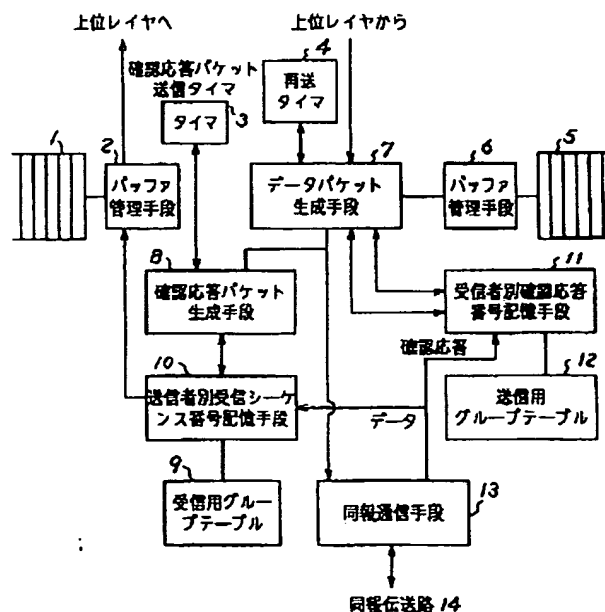 上位レイヤへ
上位レイヤから
確認応答パケット
送信タイマ
タイマ
3
4
再送
タイマ
1
2
バッファ
管理手段
7
データパケット
生成手段
6
バッファ
管理手段
5
8
確認応答パケット
生成手段
11
受信者別確認応答
番号記憶手段
確認応答
10
送信者別受信シーケ
ンス番号記憶手段
データ
12
送信用
グループテーブル
9
受信用グルー
プテーブル
13
同報通信手段
同報伝送路 14